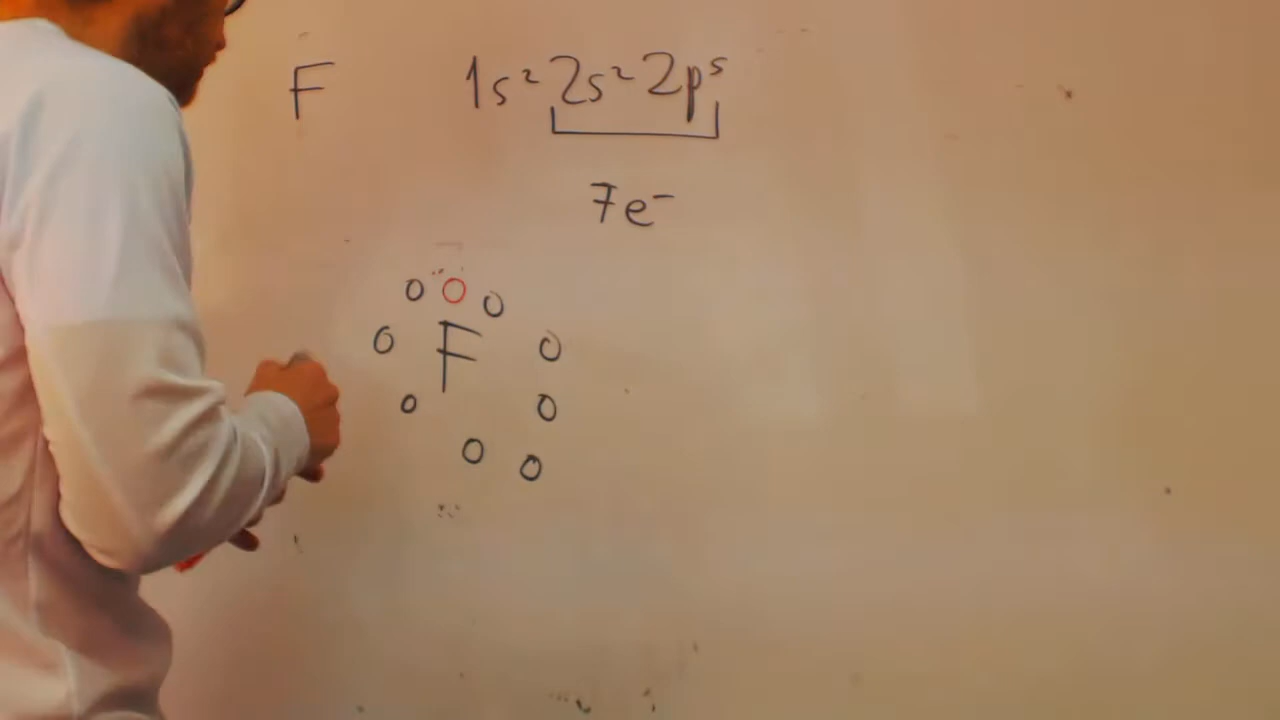 F 1s² 2s² 2p⁵
7e⁻
F